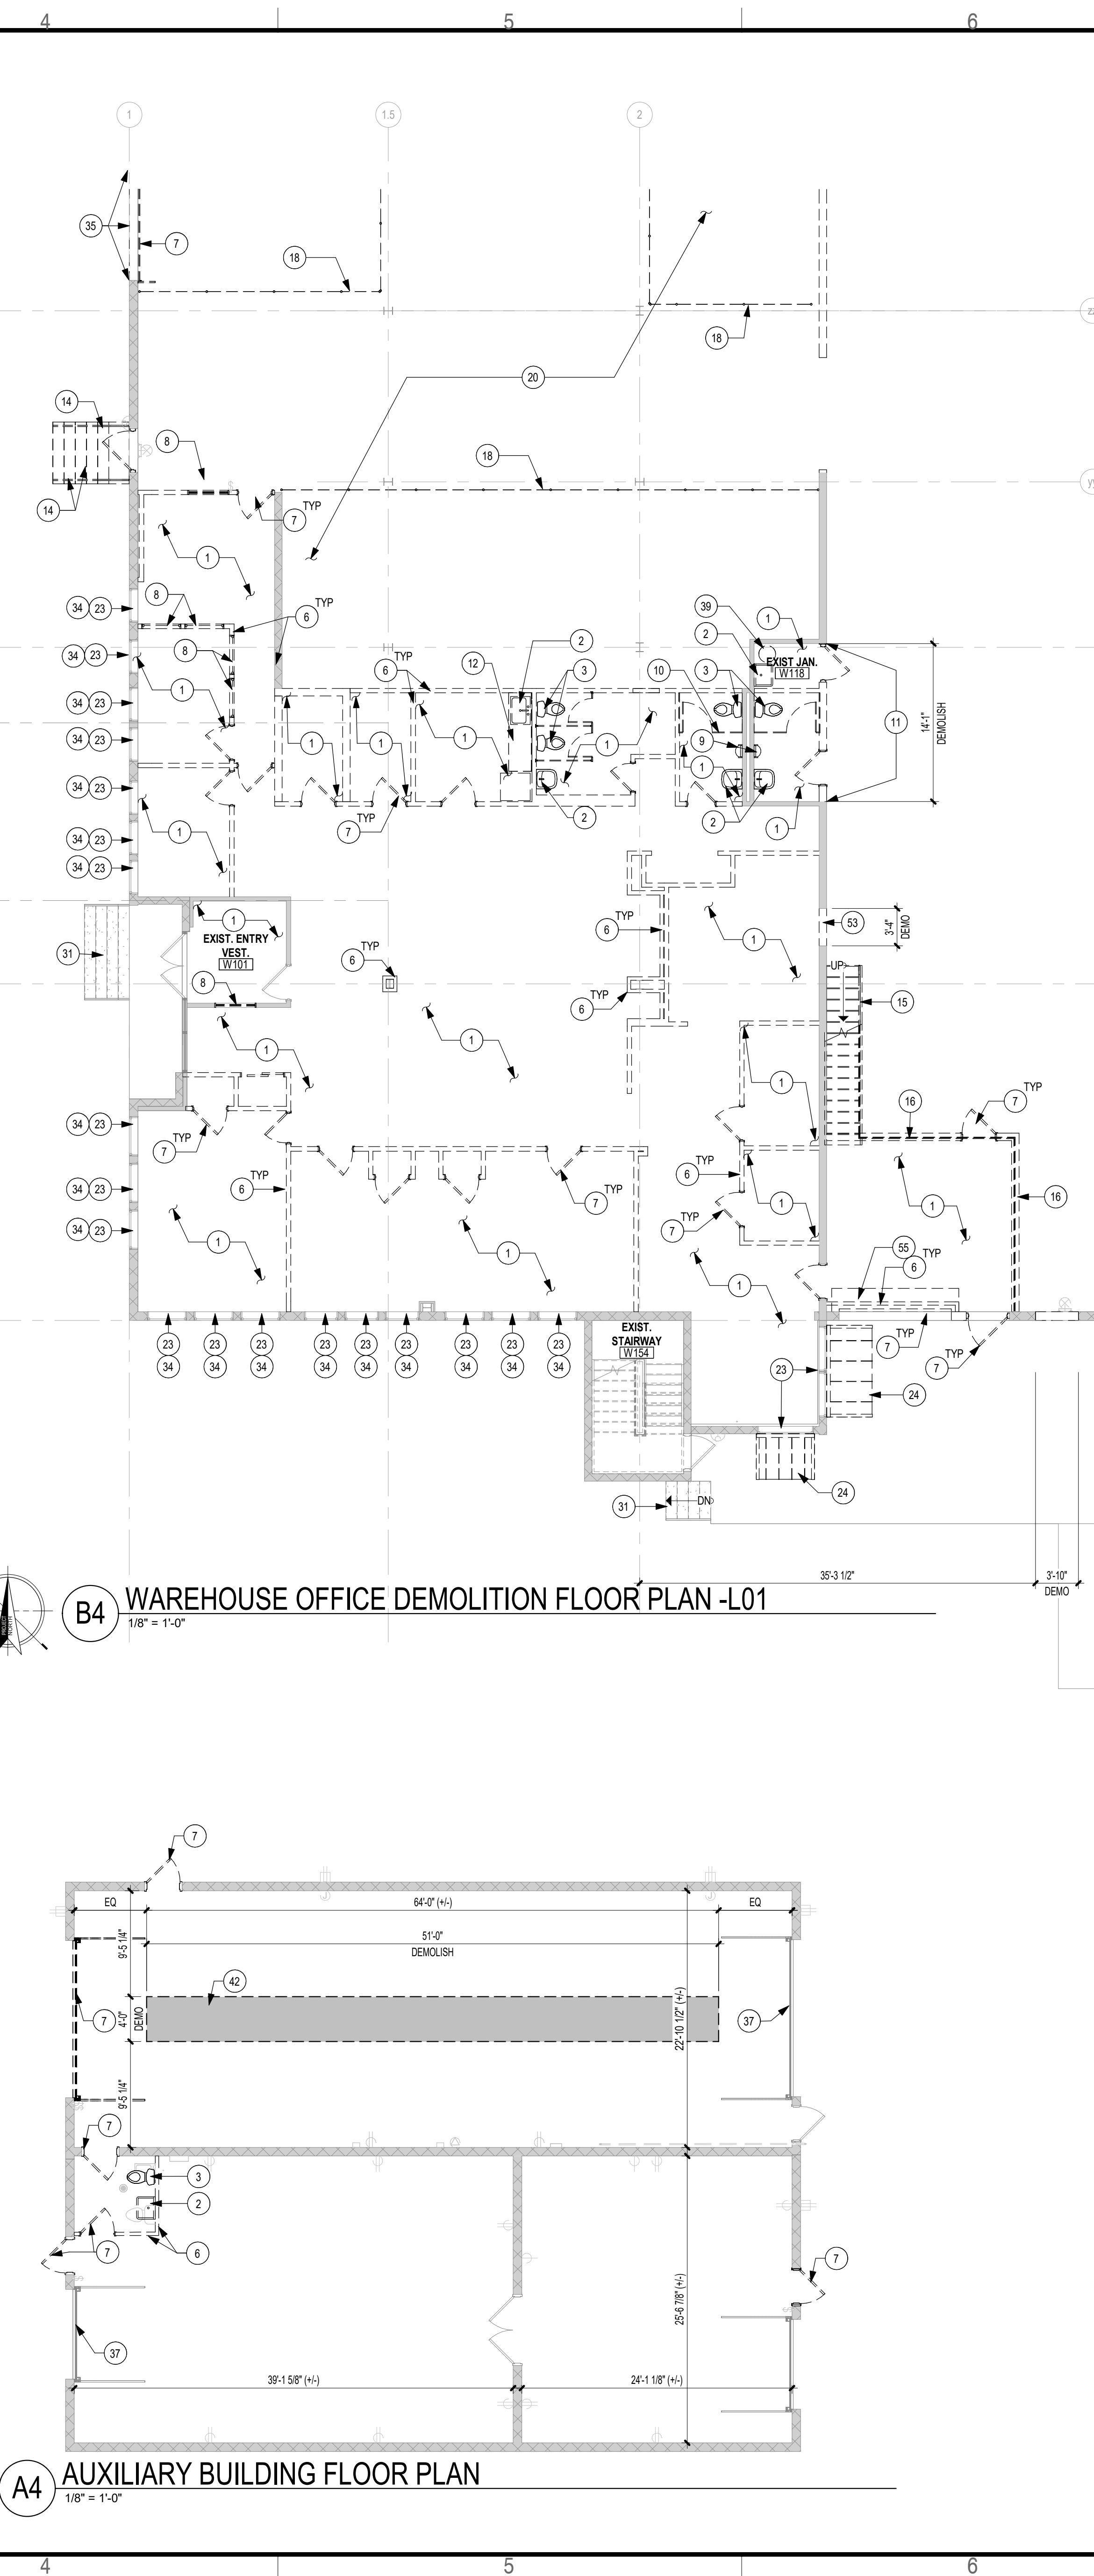 4 5 6
1 1.5 2
35
7
18
zz
18
20
14
8
18
yy
14
7 TYP
1
34 23 8 6 TYP
39 1
2 2
34 23 8 6 TYP 12 3 10 3 EXIST JAN.
W118
34 23 1
14'-1"
DEMOLISH
11
34 23 1 1 1 1 9
34 23 1
2 2 1
34 23 1 7 TYP
34 23
1
EXIST. ENTRY
VEST.
W101
31
6 TYP
8
6 TYP
1
53
3'-4"
DEMO
6 TYP
UP
15
1 1
1
16
7 TYP
34 23 7 TYP
34 23 6 TYP 7 TYP
6 TYP
1
1
16
34 23 1 1 7 TYP
1
55
6 TYP
23 23 23 23 23 23 23 23 23
34 34 34 34 34 34 34 34 34
EXIST.
STAIRWAY
W154
7 TYP
7 TYP
23
24
24
31
DN
35'-3 1/2" 3'-10"
DEMO
B4 WAREHOUSE OFFICE DEMOLITION FLOOR PLAN -L01
1/8" = 1'-0"
PROJECT
NORTH
7
EQ 64'-0" (+/-) EQ
9'-5 1/4"
51'-0"
DEMOLISH
42
7
4'-0"
DEMO
22'-10 1/2" (+/-)
37
9'-5 1/4"
7
3
2
7 6
7
25'-6 7/8" (+/-)
37
39'-1 5/8" (+/-) 24'-1 1/8" (+/-)
A4 AUXILIARY BUILDING FLOOR PLAN
1/8" = 1'-0"
4 5 6